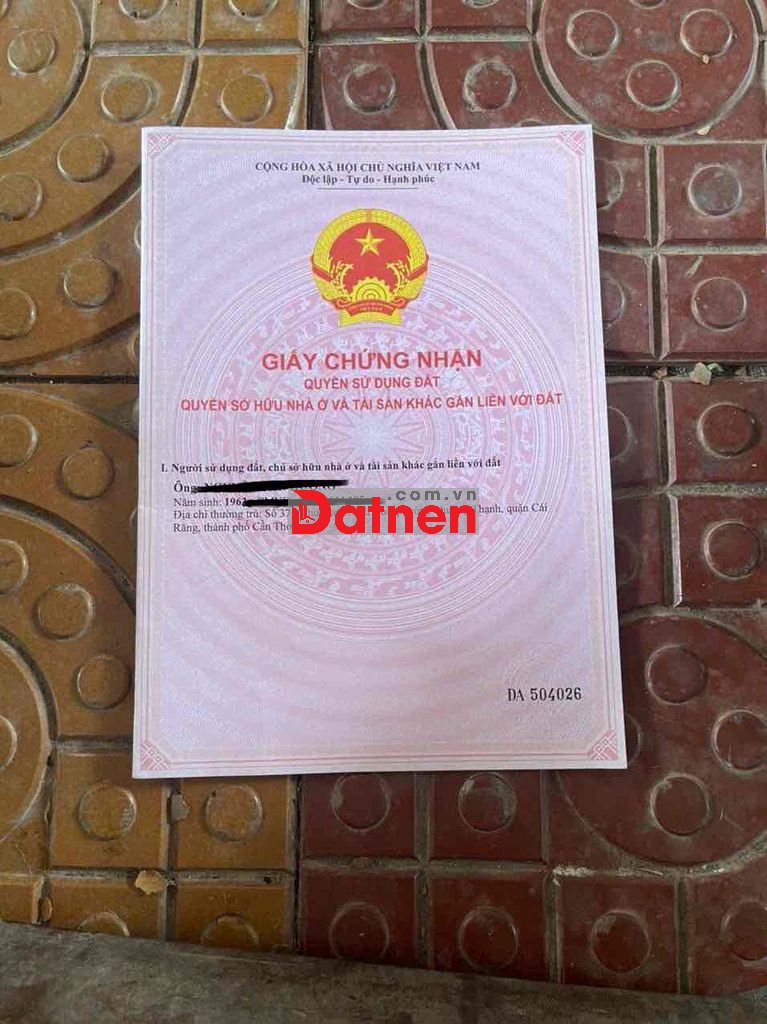 CỘNG HÒA XÃ HỘI CHỦ NGHĨA VIỆT NAM
Độc lập - Tự do - Hạnh phúc
GIẤY CHỨNG NHẬN
QUYỀN SỬ DỤNG ĐẤT
QUYỀN SỞ HỮU NHÀ Ở VÀ TÀI SẢN KHÁC GẮN LIỀN VỚI ĐẤT
I. Người sử dụng đất, chủ sở hữu nhà ở và tài sản khác gắn liền với đất
Ông
Năm sinh: 196
.com.vn
Datnen
Địa chỉ thường trú: Số 37 hạnh, quận Cái
Răng, thành phố Cần Thơ
DA 504026